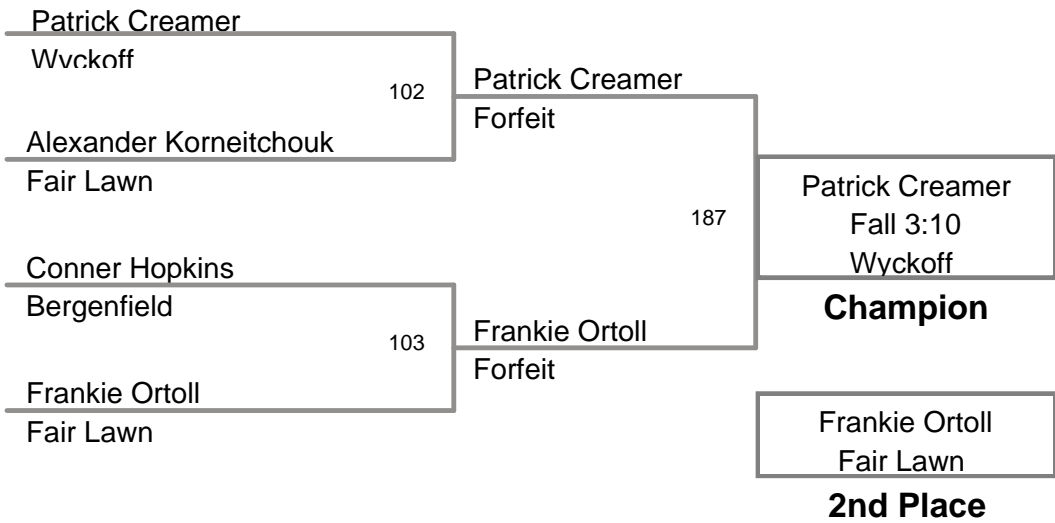 Patrick Creamer
Wyckoff
102
Alexander Korneitchouk
Fair Lawn
Conner Hopkins
Bergenfield
103
Frankie Ortoll
Fair Lawn
Patrick Creamer
Forfeit
187
Frankie Ortoll
Forfeit
Patrick Creamer
Fall 3:10
Wyckoff
Champion
Frankie Ortoll
Fair Lawn
2nd Place